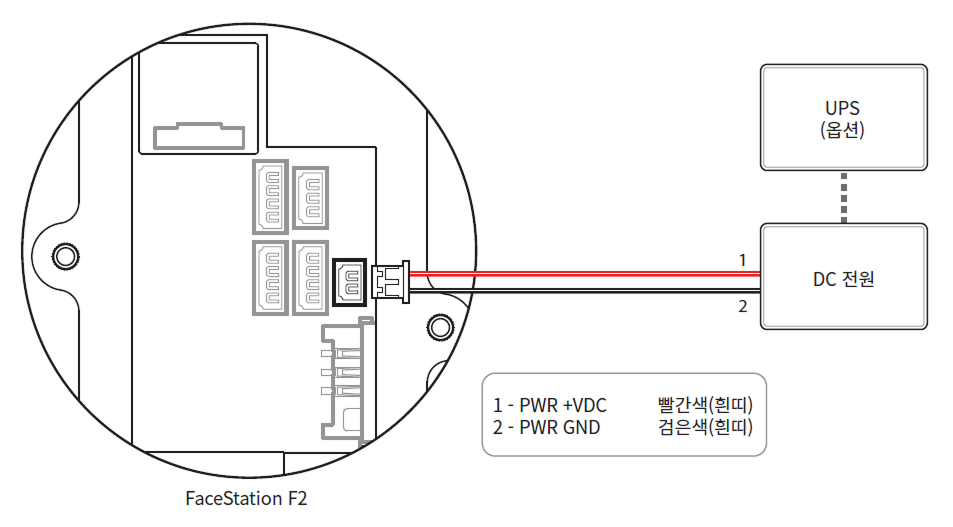 UPS
(옵션)
1
DC 전원
2
1 - PWR +VDC 빨간색(흰띠)
2 - PWR GND 검은색(흰띠)
FaceStation F2